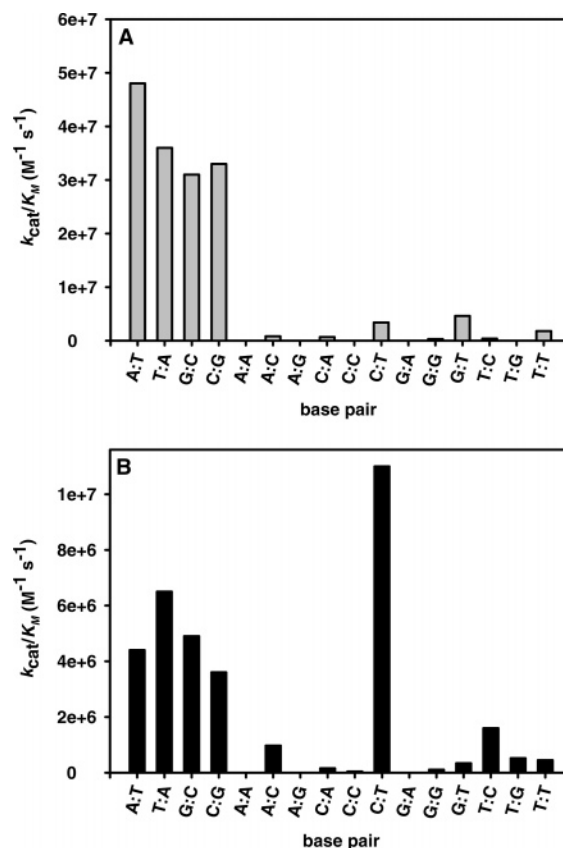 A
6e+7
5e+7
4e+7
3e+7
2e+7
1e+7
0
kcat/KM (M⁻¹ s⁻¹)
A:T T:A G:C C:G A:A A:C A:G C:A C:C C:T G:A G:G G:T T:C T:G T:T
base pair
B
1e+7
8e+6
6e+6
4e+6
2e+6
0
kcat/KM (M⁻¹ s⁻¹)
A:T T:A G:C C:G A:A A:C A:G C:A C:C C:T G:A G:G G:T T:C T:G T:T
base pair